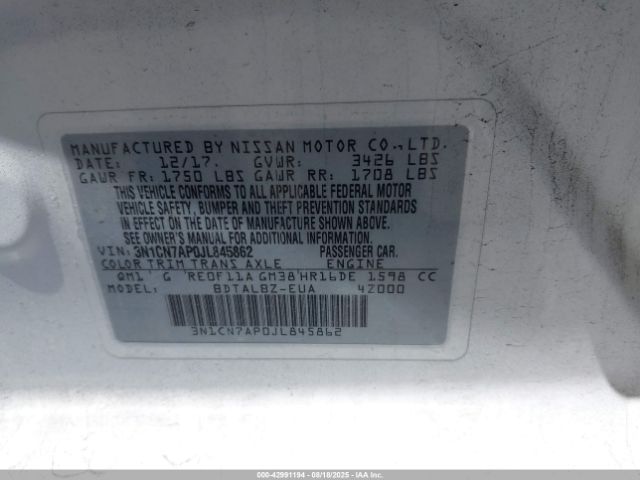 MANUFACTURED BY NISSAN MOTOR CO.,LTD.
DATE: 12/17. GVWR: 3426 LBS
GAWR FR: 1750 LBS GAWR RR: 1708 LBS
THIS VEHICLE CONFORMS TO ALL APPLICABLE FEDERAL MOTOR
VEHICLE SAFETY, BUMPER AND THEFT PREVENTION STANDARDS
IN EFFECT ON THE DATE OF MANUFACTURE SHOWN ABOVE.
SEE OWNER'S MANUAL FOR ADDITIONAL INFORMATION.
VIN: 3N1CN7AP0JL845862 PASSENGER CAR.
COLOR TRIM TRANS AXLE ENGINE
QM1 G RE0F11A GM38 HR16DE 1598 CC
MODEL: BDTALBZ-EUA 42000
3N1CN7AP0JL845862
000-42991194 - 08/18/2025 - IAA Inc.